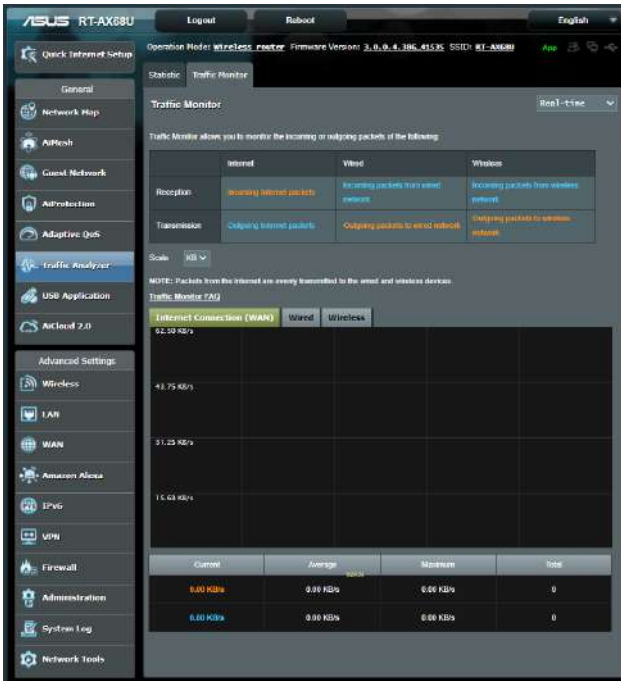 ASUS RT-AX68U Logout Reboot English
Quick Internet Setup
Operation Mode: Wireless router Firmware Version: 3.0.0.4.386_41535 SSID: RT-AX68U App
Statistic Traffic Monitor
General
Network Map
AiMesh
Guest Network
AiProtection
Adaptive QoS
Traffic Analyzer
USB Application
AiCloud 2.0
Advanced Settings
Wireless
LAN
WAN
Amazon Alexa
IPv6
VPN
Firewall
Administration
System Log
Network Tools
Traffic Monitor
Real-time
Traffic Monitor allows you to monitor the incoming or outgoing packets of the following:
Internet Wired Wireless
Reception
Incoming Internet packets
Incoming packets from wired
network
Incoming packets from wireless
network
Transmission
Outgoing Internet packets
Outgoing packets to wired network
Outgoing packets to wireless
network
Scale KB
NOTE: Packets from the Internet are evenly transmitted to the wired and wireless devices.
Traffic Monitor FAQ
Internet Connection (WAN) Wired Wireless
62.50 KB/s
43.75 KB/s
31.25 KB/s
15.63 KB/s
Current Average Maximum Total
0.00 KB/s 0.00 KB/s 0.00 KB/s 0
0.00 KB/s 0.00 KB/s 0.00 KB/s 0